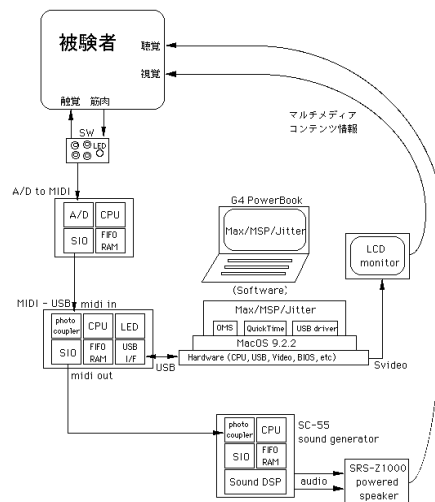 被験者
聴覚
視覚
触覚
筋肉
SW
LED
マルチメディア
コンテンツ情報
A/D to MIDI
A/D
CPU
SIO
FIFO
RAM
G4 PowerBook
Max/MSP/Jitter
(Software)
LCD
monitor
MIDI - USB
midi in
photo
coupler
CPU
LED
SIO
FIFO
RAM
USB
I/F
midi out
USB
Max/MSP/Jitter
OMS
QuickTime
USB driver
MacOS 9.2.2
Hardware (CPU, USB, Video, BIOS, etc)
Svideo
photo
coupler
CPU
SIO
FIFO
RAM
Sound DSP
SC-55
sound generator
audio
SRS-Z1000
powered
speaker